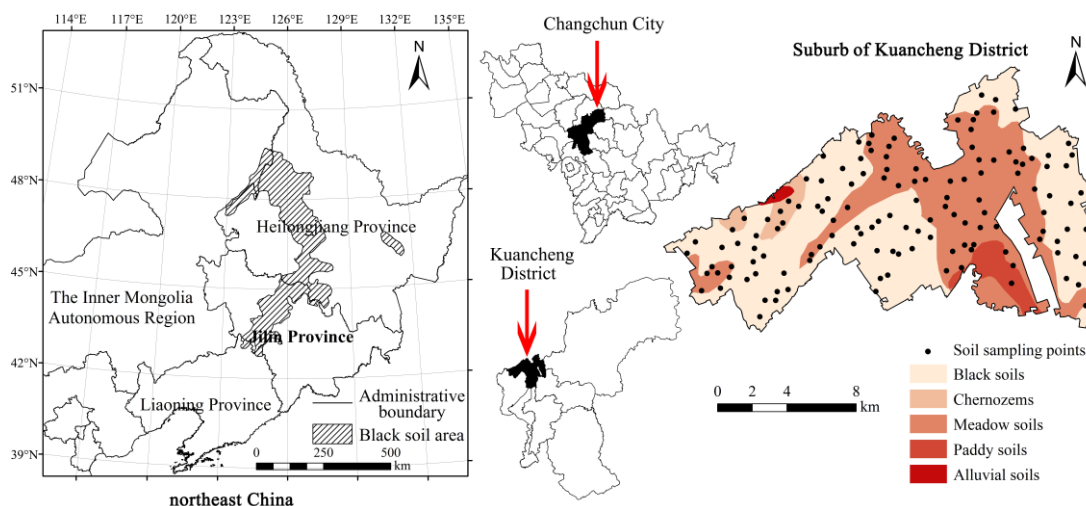 114°E 117°E 120°E 123°E 126°E 129°E 132°E 135°E
N
51°N
48°N
45°N
42°N
39°N
Heilongjiang Province
The Inner Mongolia
Autonomous Region
Jilin Province
Liaoning Province
Administrative
boundary
Black soil area
0 250 500
km
northeast China
Changchun City
Kuancheng
District
Suburb of Kuancheng District
N
Soil sampling points
Black soils
Chernozems
Meadow soils
Paddy soils
Alluvial soils
0 2 4 8
km